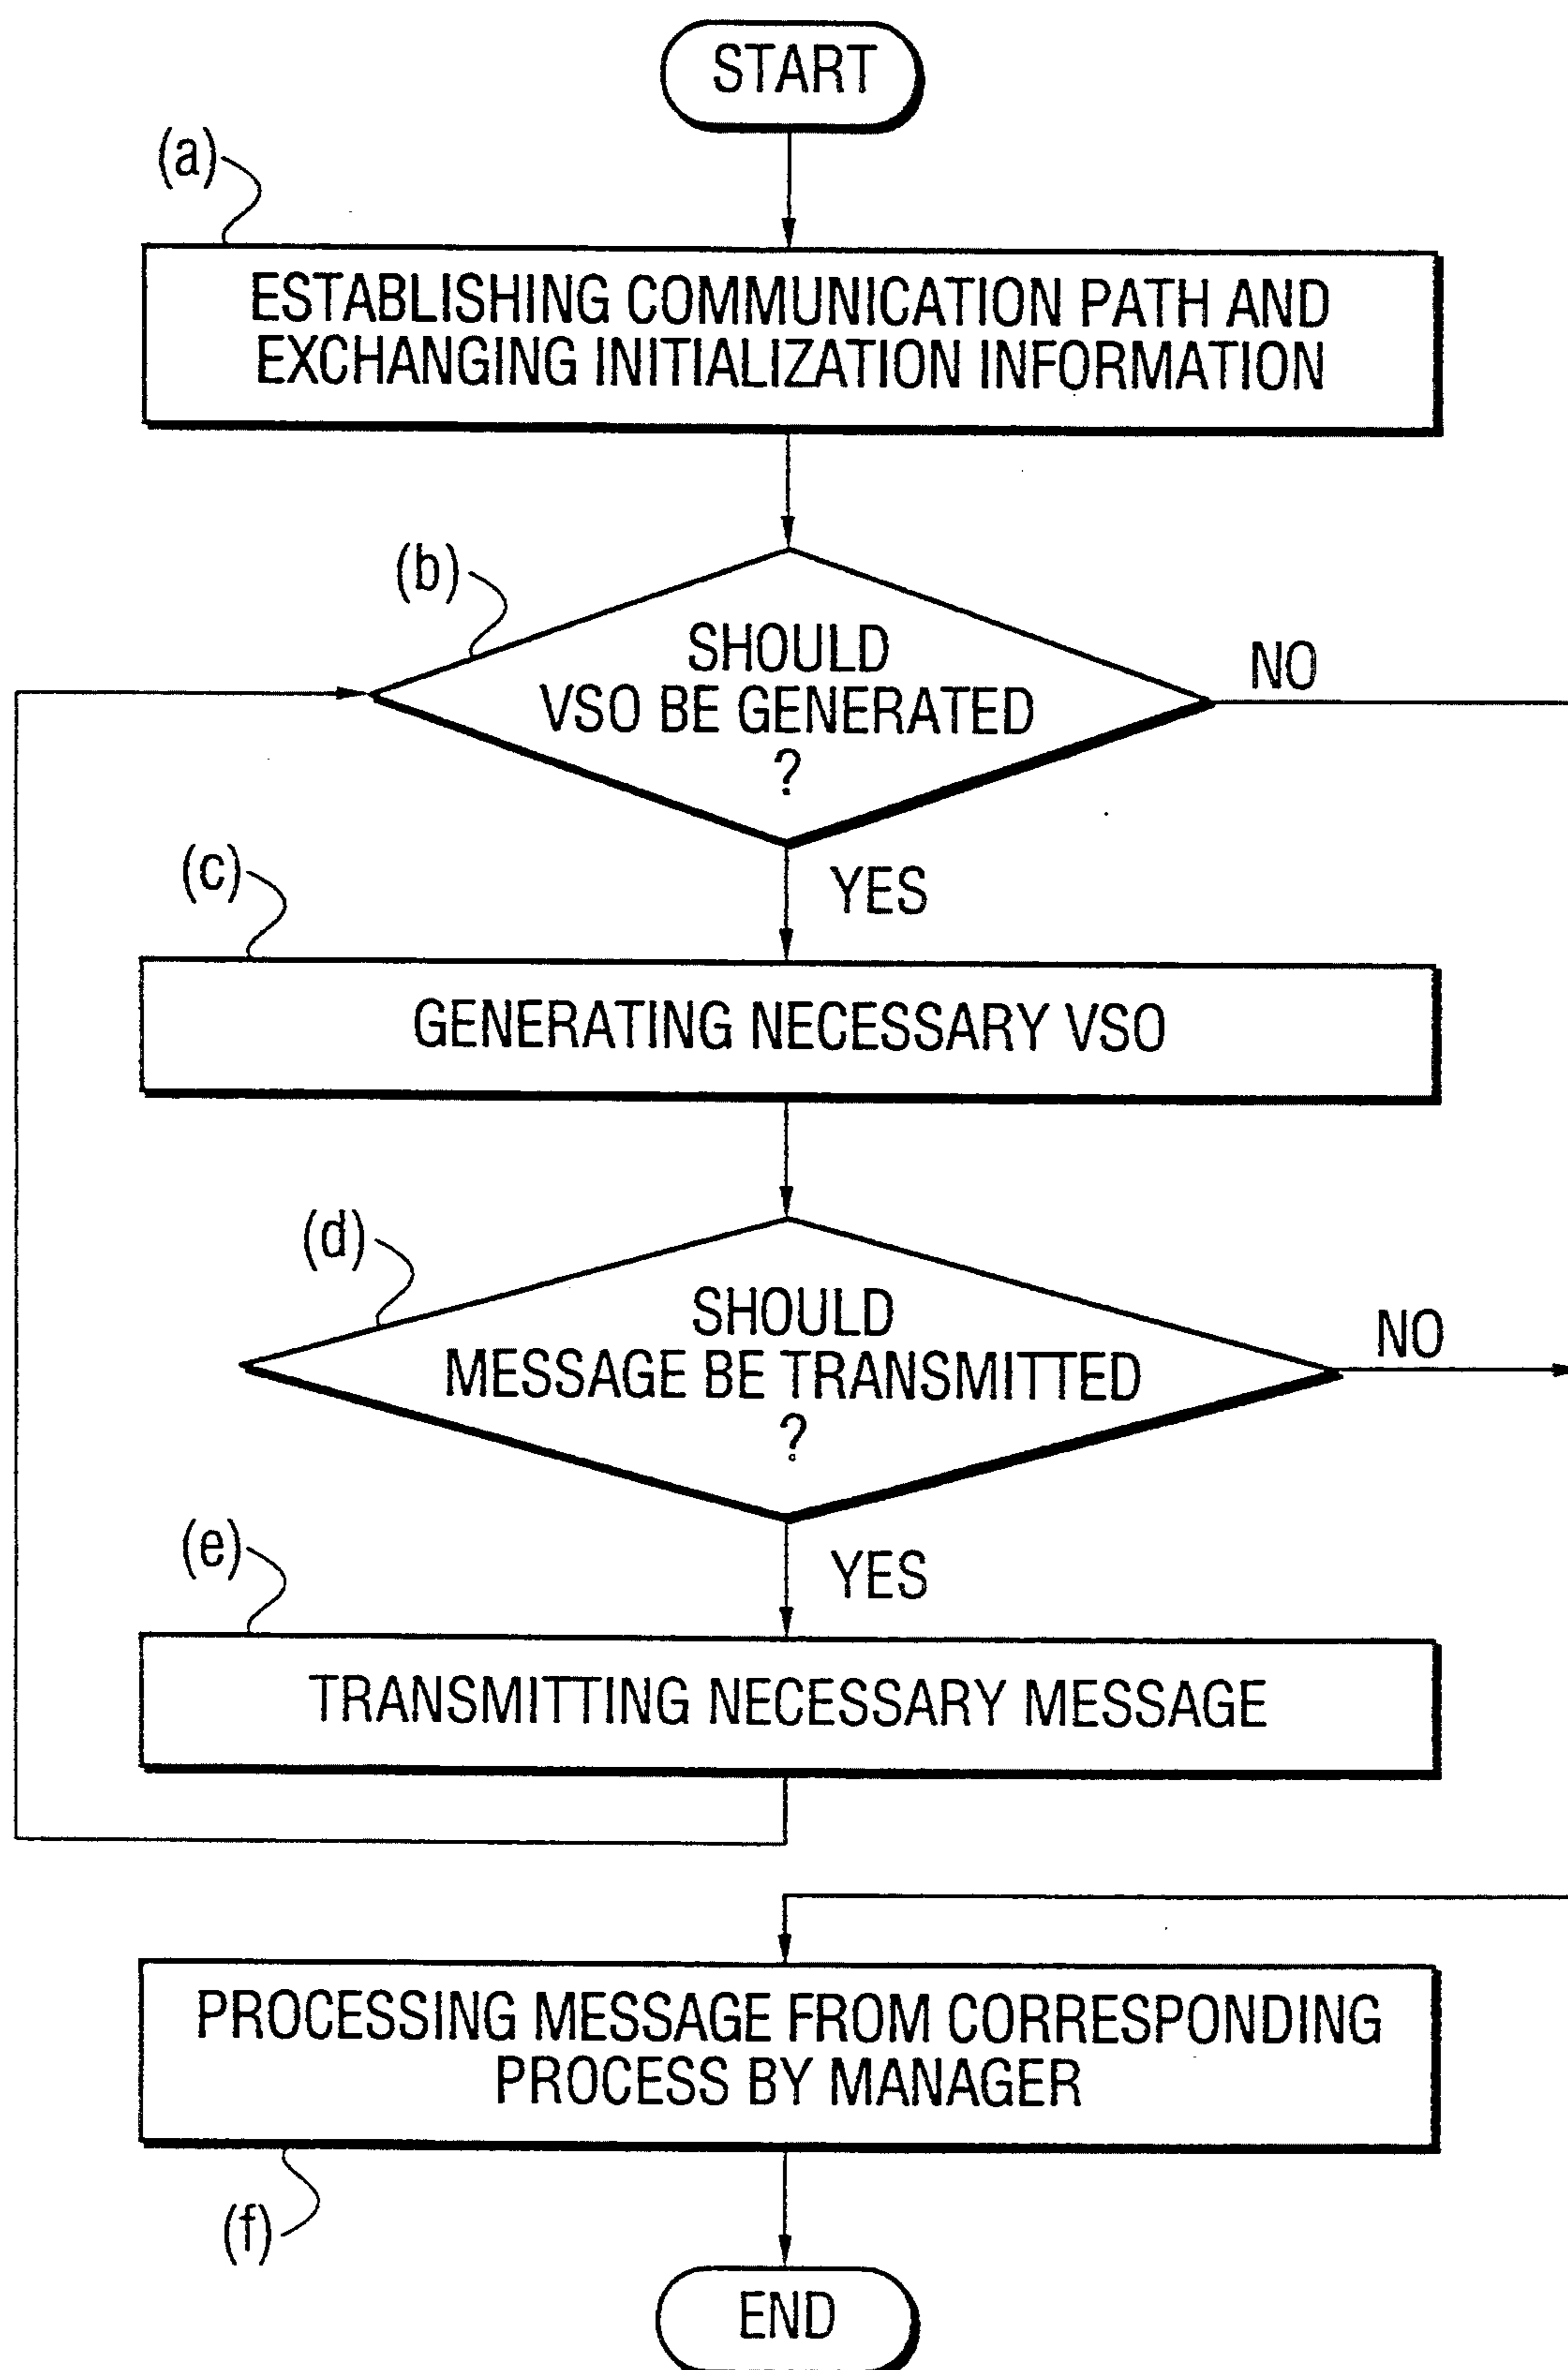 START
(a)
ESTABLISHING COMMUNICATION PATH AND
EXCHANGING INITIALIZATION INFORMATION
(b)
SHOULD
VSO BE GENERATED
?
NO
YES
(c)
GENERATING NECESSARY VSO
(d)
SHOULD
MESSAGE BE TRANSMITTED
?
NO
YES
(e)
TRANSMITTING NECESSARY MESSAGE
PROCESSING MESSAGE FROM CORRESPONDING
PROCESS BY MANAGER
(f)
END